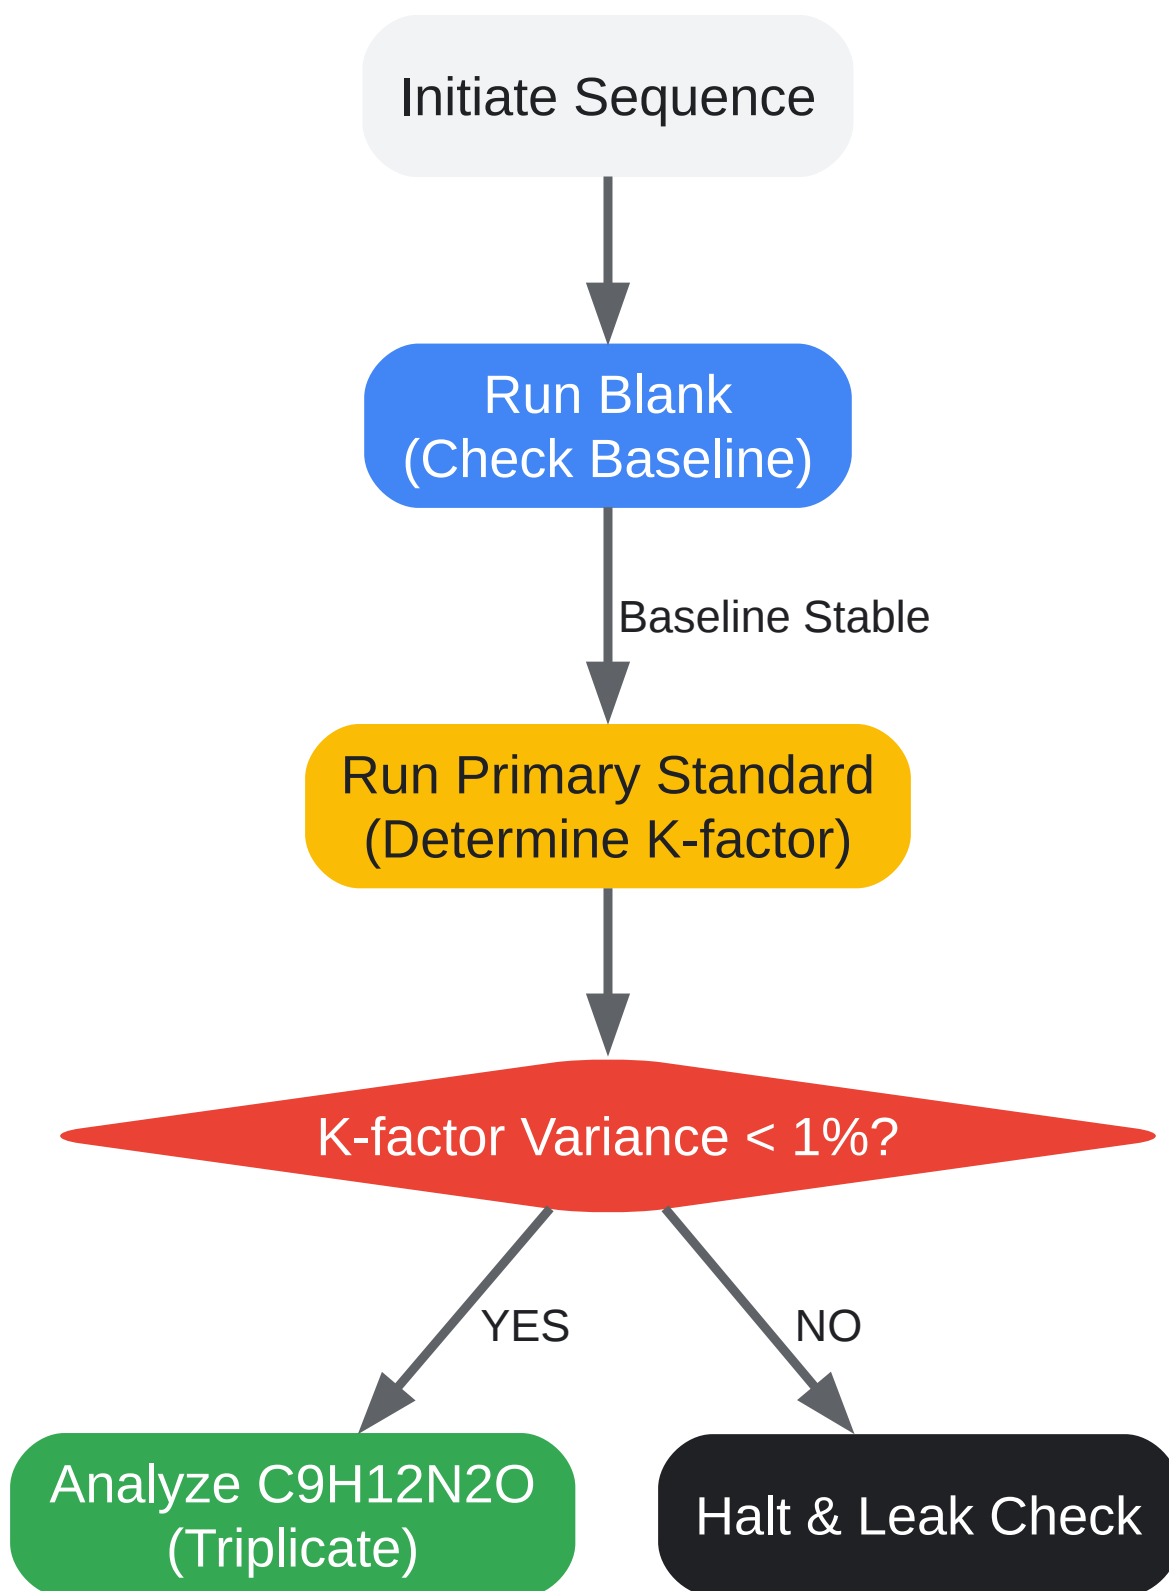 Initiate Sequence
Run Blank
(Check Baseline)
Baseline Stable
Run Primary Standard
(Determine K-factor)
K-factor Variance < 1%?
YES
NO
Analyze C9H12N2O
(Triplicate)
Halt & Leak Check